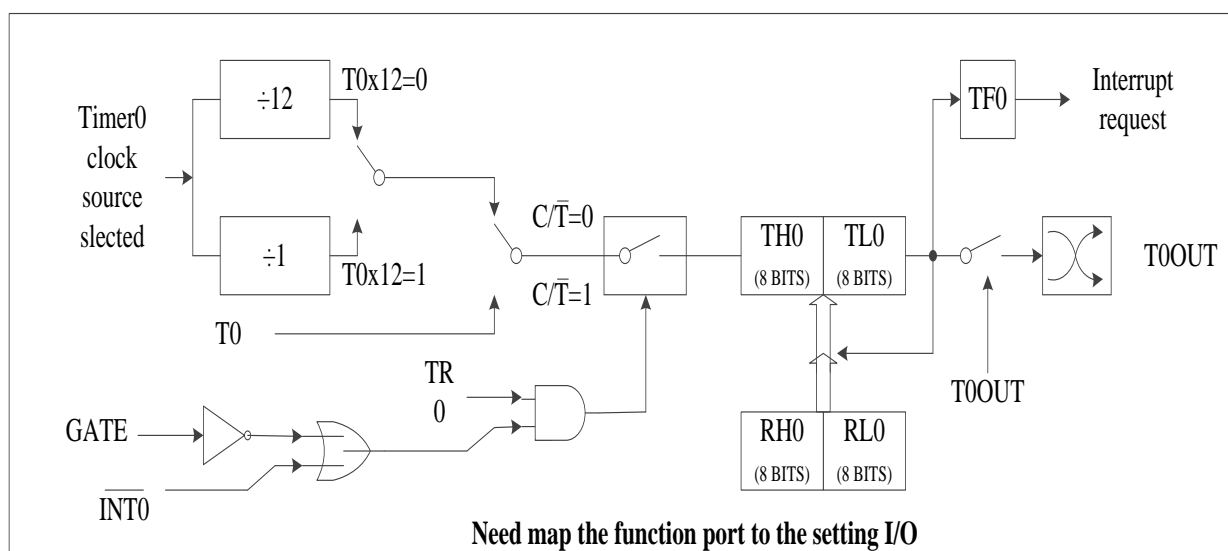 ÷12
T0x12=0
Timer0
clock
source
slected
÷1
T0x12=1
T0
C/T̅=0
C/T̅=1
TH0
(8 BITS)
TL0
(8 BITS)
TF0
Interrupt
request
T0OUT
T0OUT
TR
0
GATE
I̅N̅T̅0̅
RH0
(8 BITS)
RL0
(8 BITS)
Need map the function port to the setting I/O